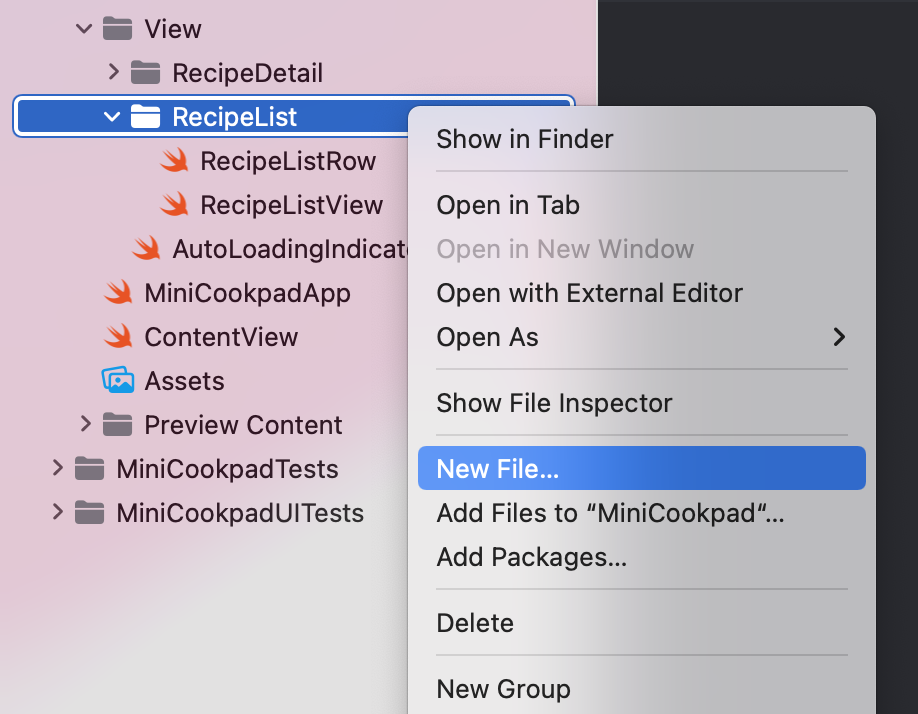 View
RecipeDetail
RecipeList
RecipeListRow
RecipeListView
AutoLoadingIndicat
MiniCookpadApp
ContentView
Assets
Preview Content
MiniCookpadTests
MiniCookpadUITests
Show in Finder
Open in Tab
Open in New Window
Open with External Editor
Open As
Show File Inspector
New File...
Add Files to “MiniCookpad“...
Add Packages...
Delete
New Group